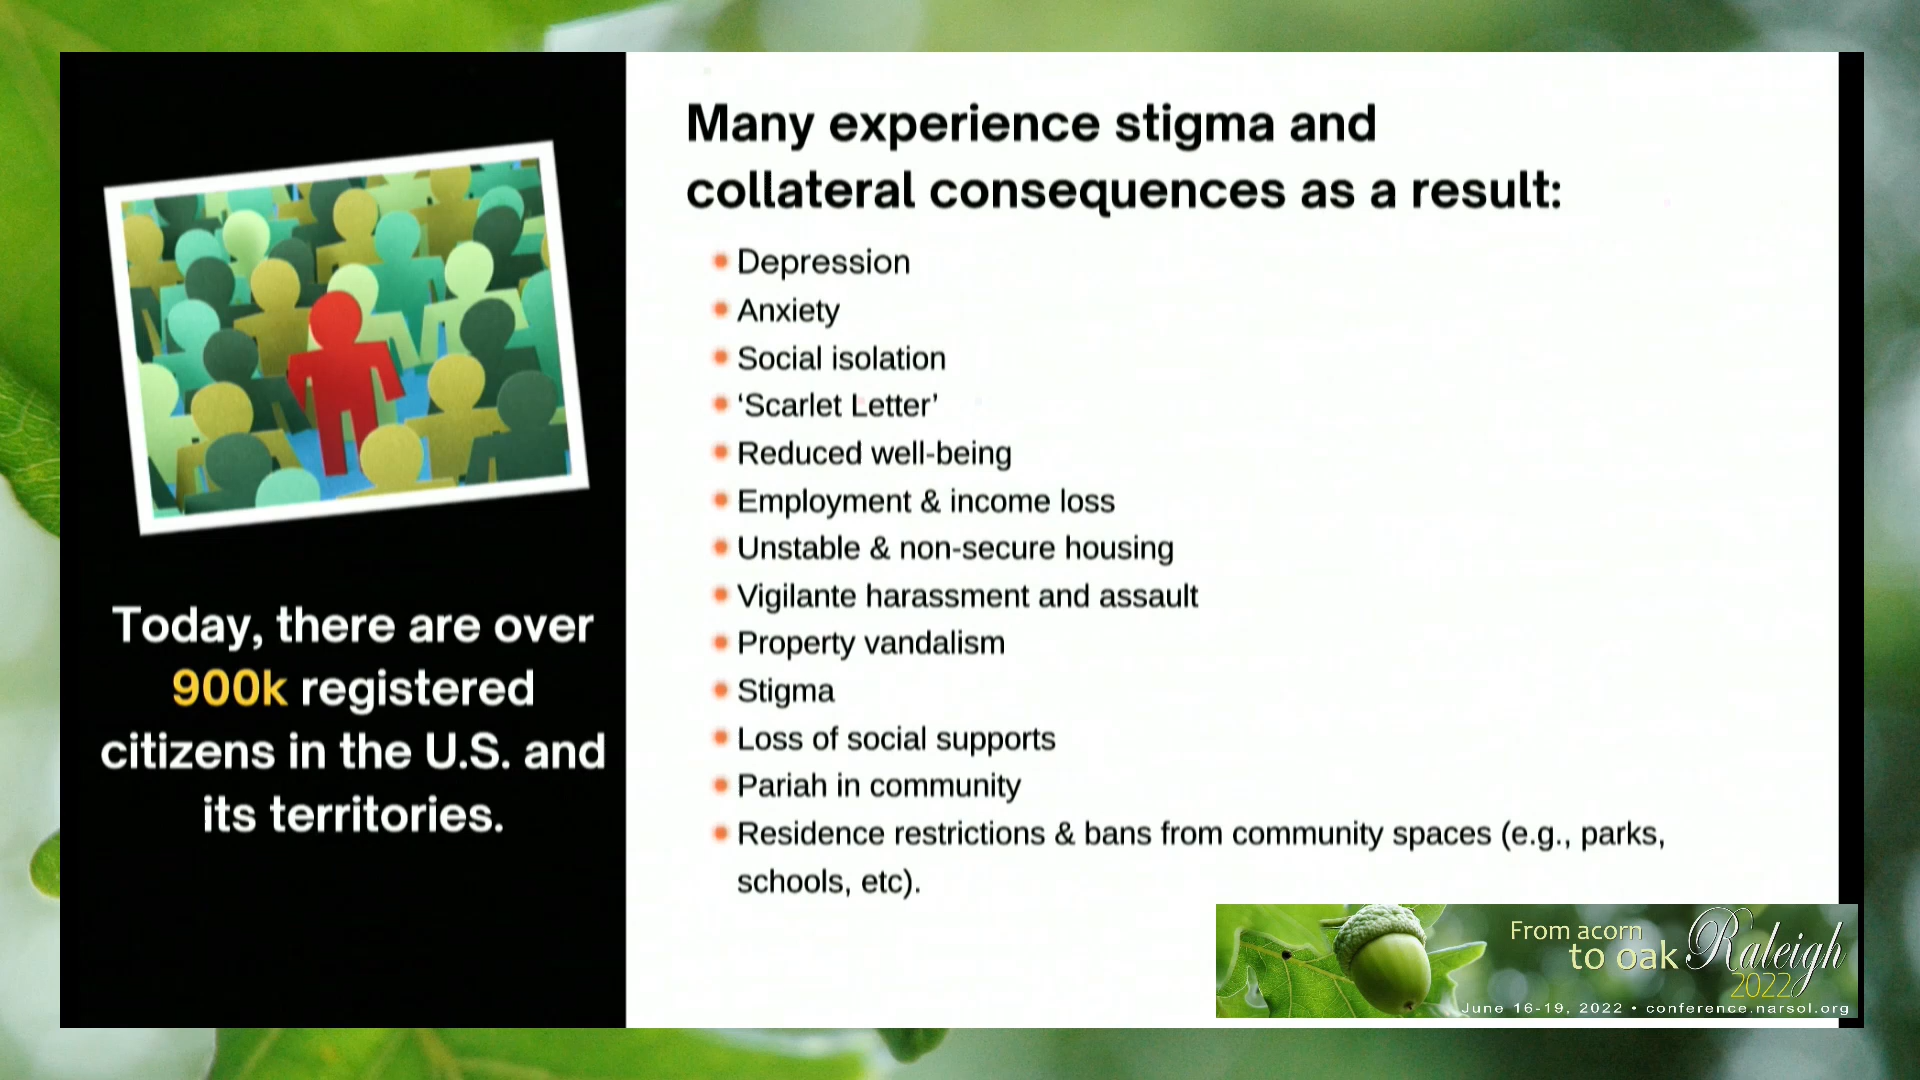 Today, there are over
900k registered
citizens in the U.S. and
its territories.
Many experience stigma and
collateral consequences as a result:
Depression
Anxiety
Social isolation
‘Scarlet Letter’
Reduced well-being
Employment & income loss
Unstable & non-secure housing
Vigilante harassment and assault
Property vandalism
Stigma
Loss of social supports
Pariah in community
Residence restrictions & bans from community spaces (e.g., parks,
schools, etc).
From acorn
to oak Raleigh
2022
June 16-19, 2022 • conference.narsol.org